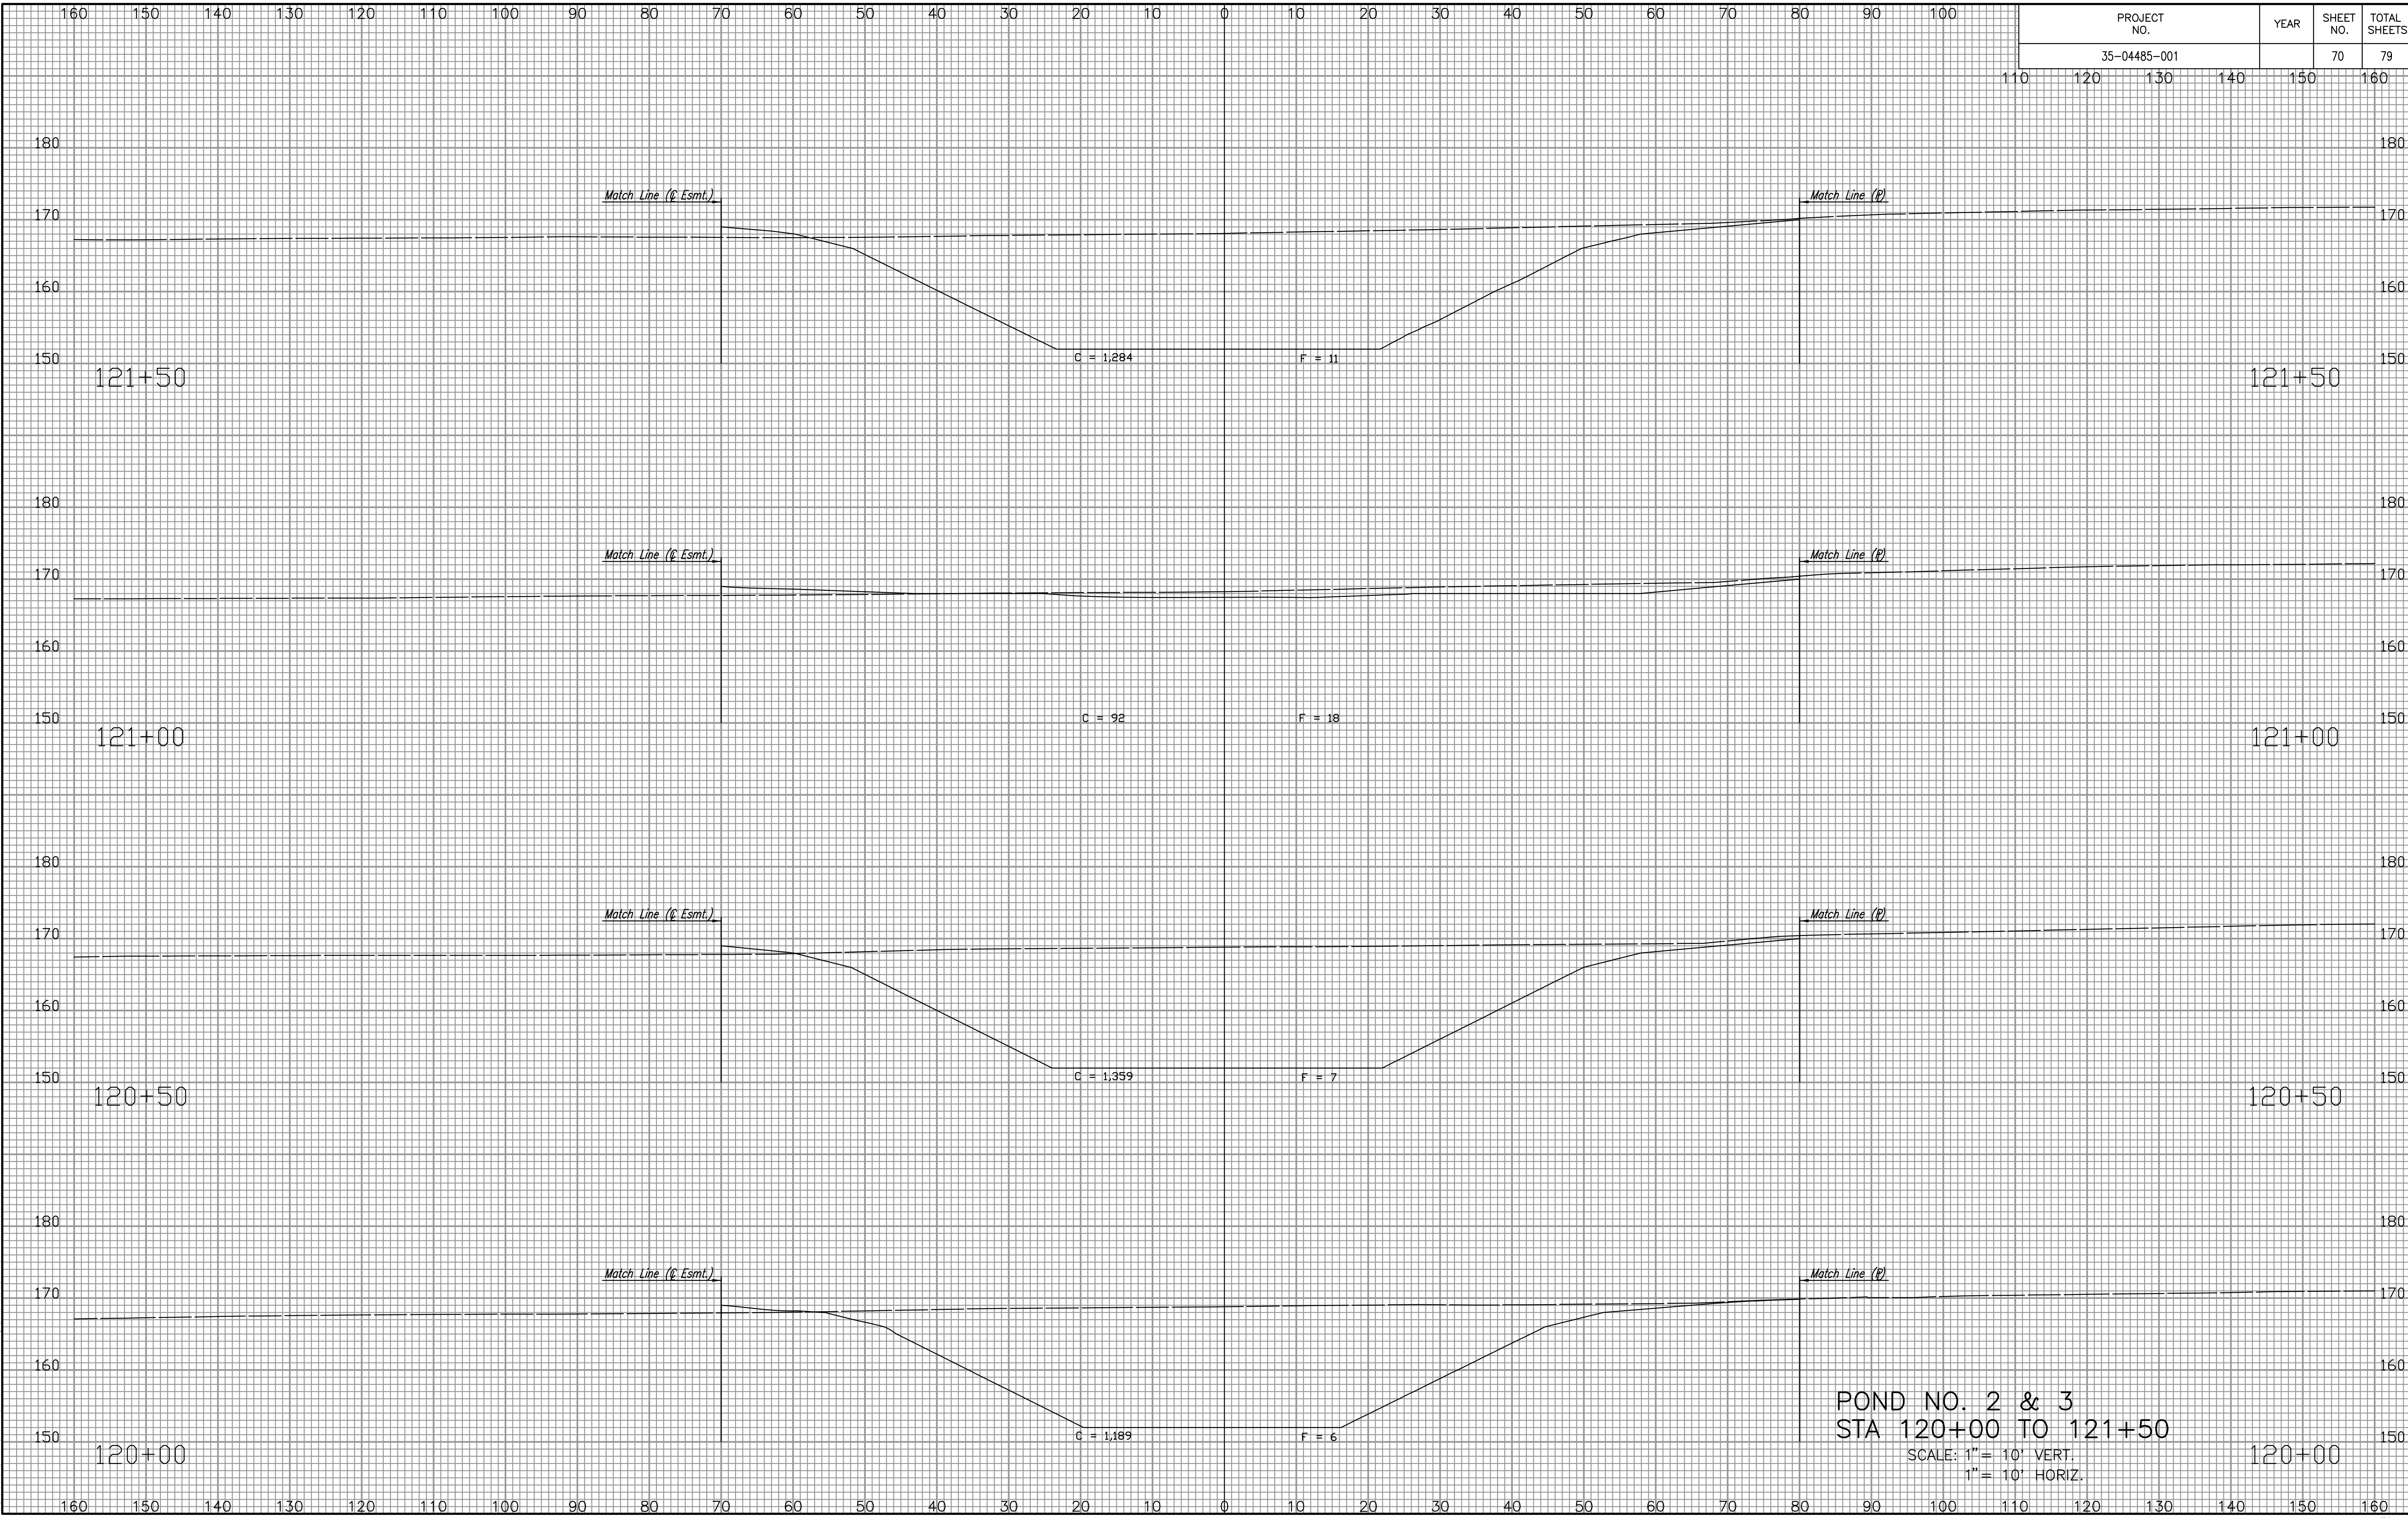 160 150 140 130 120 110 100 90 80 70 60 50 40 30 20 10 0 10 20 30 40 50 60 70 80 90 100
PROJECT NO. YEAR SHEET NO. TOTAL SHEETS
35-04485-001 70 79
110 120 130 140 150 160
180 180
Match Line (℄ Esmt.) Match Line (℗)
170 170
160 160
150 C = 1,284 F = 11 150
121+50 121+50
180 180
Match Line (℄ Esmt.) Match Line (℗)
170 170
160 160
150 C = 92 F = 18 150
121+00 121+00
180 180
Match Line (℄ Esmt.) Match Line (℗)
170 170
160 160
150 C = 1,359 F = 7 150
120+50 120+50
180 180
Match Line (℄ Esmt.) Match Line (℗)
170 170
160 160
POND NO. 2 & 3
STA 120+00 TO 121+50
150 C = 1,189 F = 6 150
120+00 120+00
SCALE: 1"= 10' VERT.
1"= 10' HORIZ.
160 150 140 130 120 110 100 90 80 70 60 50 40 30 20 10 0 10 20 30 40 50 60 70 80 90 100 110 120 130 140 150 160